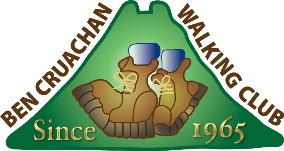 BEN CRUACHAN
WALKING CLUB
Since 1965